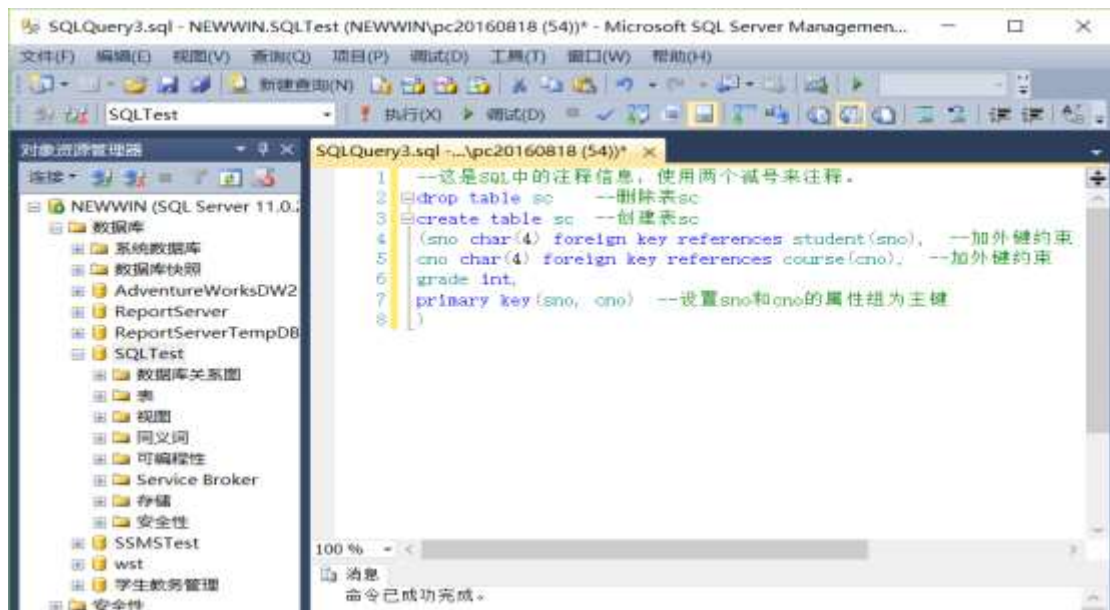 SQLQuery3.sql - NEWWIN.SQLTest (NEWWIN\pc20160818 (54))* - Microsoft SQL Server Managemen...
文件(F) 编辑(E) 视图(V) 查询(Q) 项目(P) 调试(D) 工具(T) 窗口(W) 帮助(H)
新建查询(N)
SQLTest 执行(X) 调试(D)
对象资源管理器
SQLQuery3.sql -...\pc20160818 (54))*
连接
NEWWIN (SQL Server 11.0.
数据库
系统数据库
数据库快照
AdventureWorksDW2
ReportServer
ReportServerTempDB
SQLTest
数据库关系图
表
视图
同义词
可编程性
Service Broker
存储
安全性
SSMSTest
wst
学生教务管理
安全性
1 --这是SQL中的注释信息，使用两个减号来注释。
2 drop table sc --删除表sc
3 create table sc --创建表sc
4 (sno char(4) foreign key references student(sno), --加外键约束
5 cno char(4) foreign key references course(cno), --加外键约束
6 grade int,
7 primary key(sno, cno) --设置sno和cno的属性组为主键
8 )
100 %
消息
命令已成功完成。